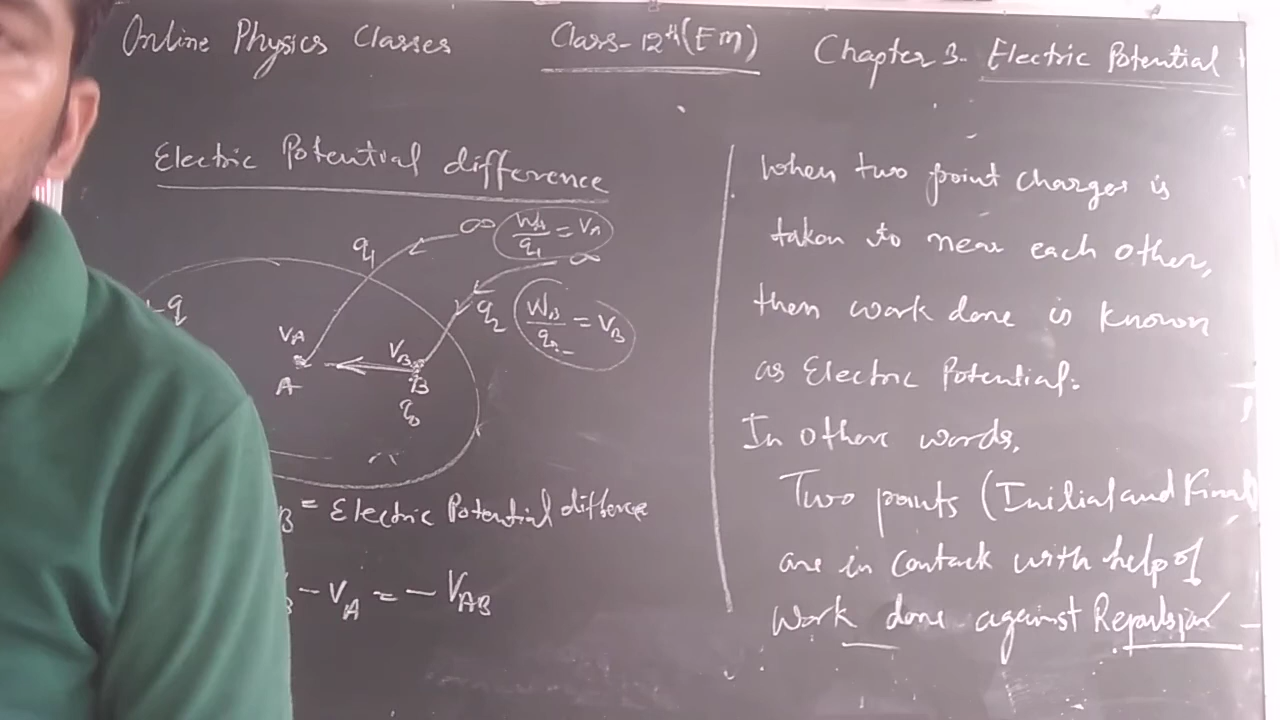 Online Physics Classes
Class-12th(EM)
Chapter 3. Electric Potential
Electric Potential difference
∞ WA/q1 = VA
q1
∞
q2 WB/q2 = VB
q
VA
VB
A
B
q0
B = Electric Potential difference
- VA = - VAB
When two point charges is
taken to near each other,
then work done is known
as Electric Potential.
In other words,
Two points (Initial and Final)
are in Contack with help of
Work done against Repulsion